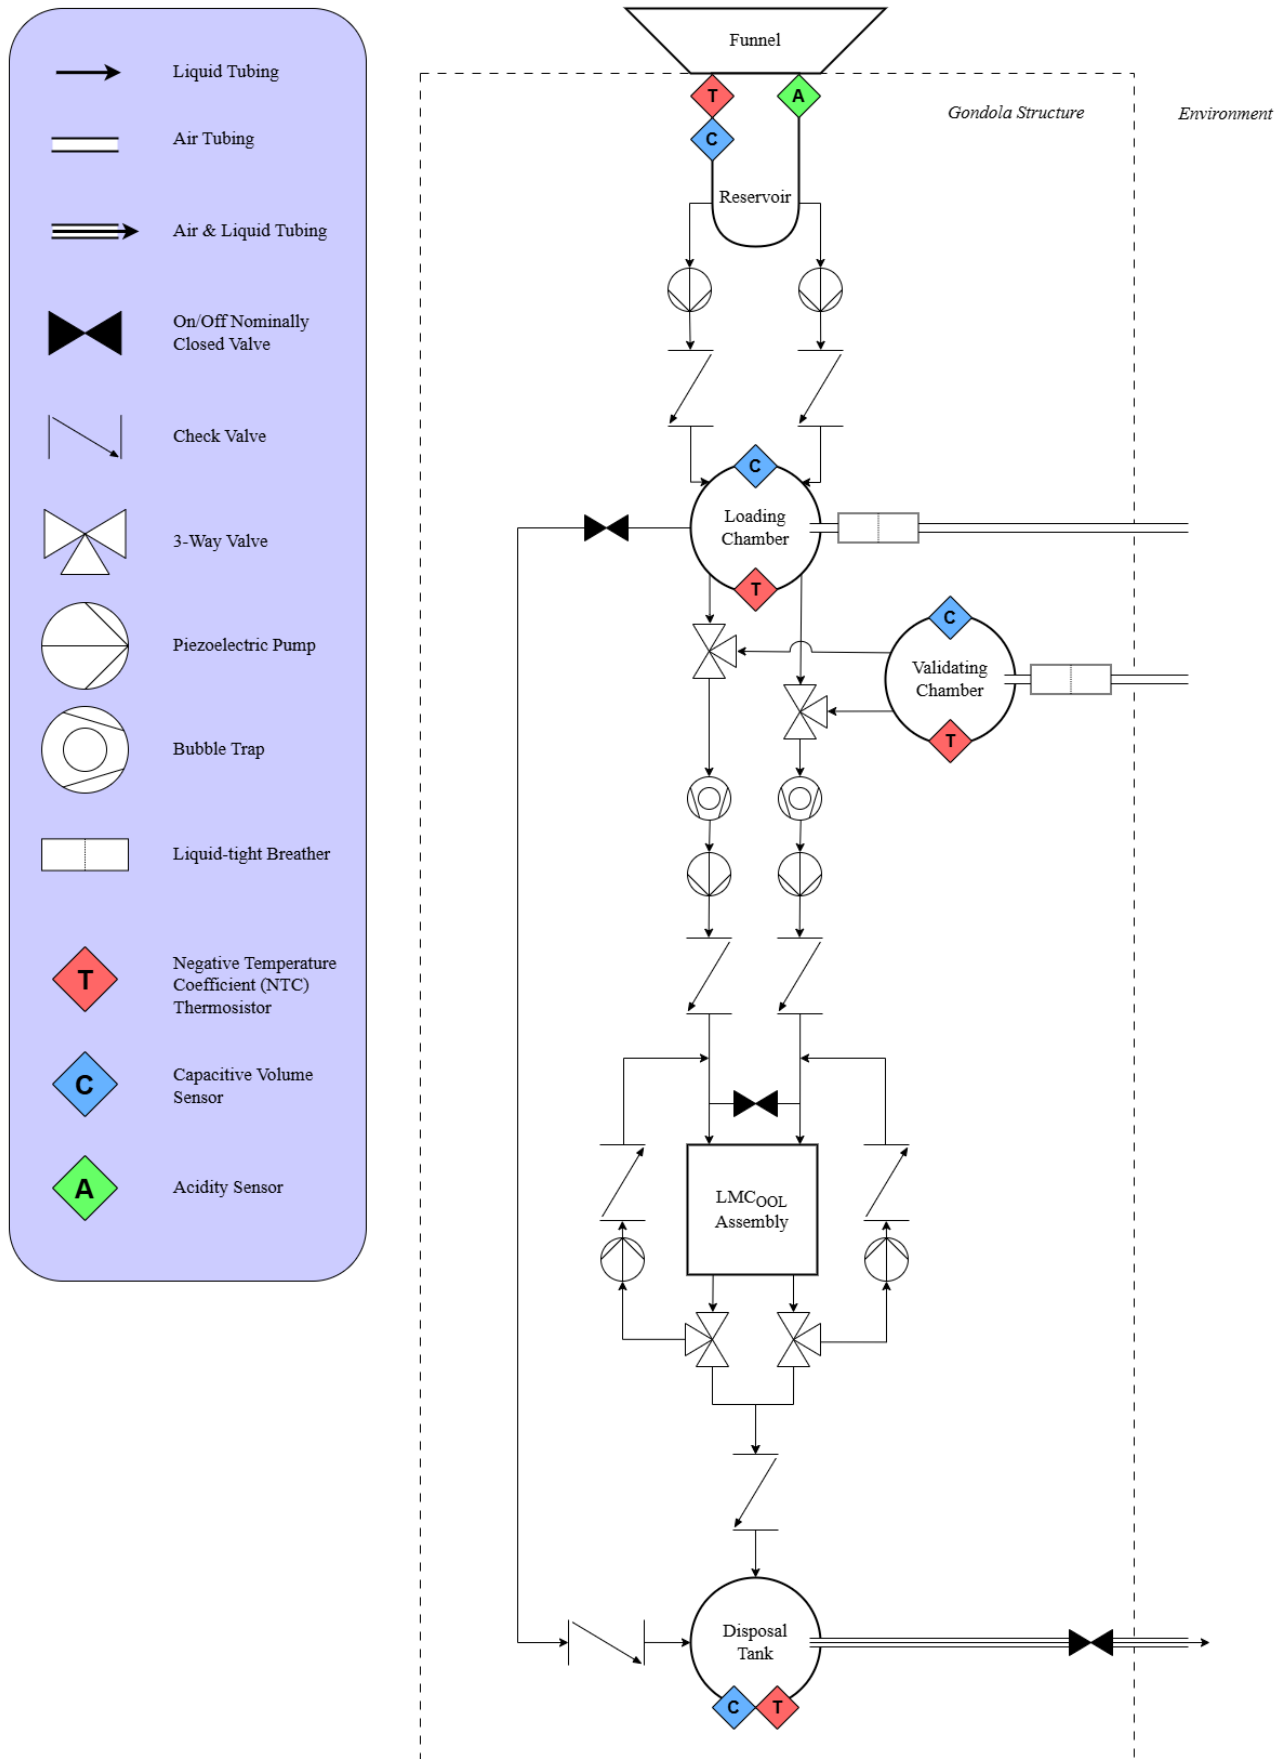 Liquid Tubing
Air Tubing
Air & Liquid Tubing
On/Off Nominally
Closed Valve
Check Valve
3-Way Valve
Piezoelectric Pump
Bubble Trap
Liquid-tight Breather
T
Negative Temperature
Coefficient (NTC)
Thermosistor
C
Capacitive Volume
Sensor
A
Acidity Sensor
Funnel
Gondola Structure
Environment
T
A
C
Reservoir
C
Loading
Chamber
T
C
Validating
Chamber
T
LMCOOL
Assembly
Disposal
Tank
C
T